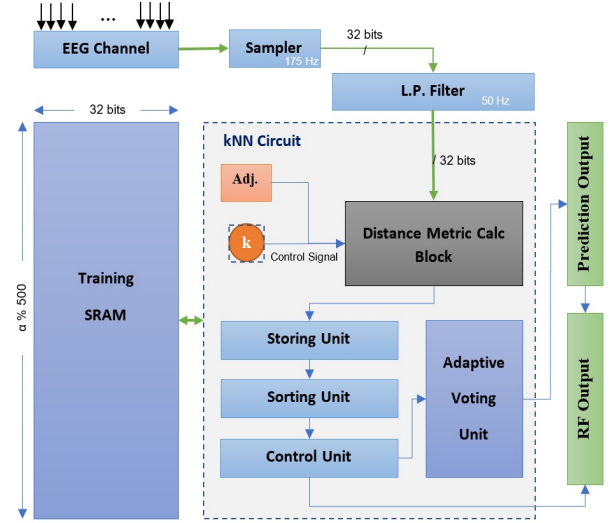 ...
EEG Channel
Sampler
175 Hz
32 bits
/
L.P. Filter
50 Hz
32 bits
α % 500
Training
SRAM
kNN Circuit
/ 32 bits
Adj.
k
Control Signal
Distance Metric Calc
Block
Storing Unit
Sorting Unit
Control Unit
Adaptive
Voting
Unit
Prediction Output
RF Output